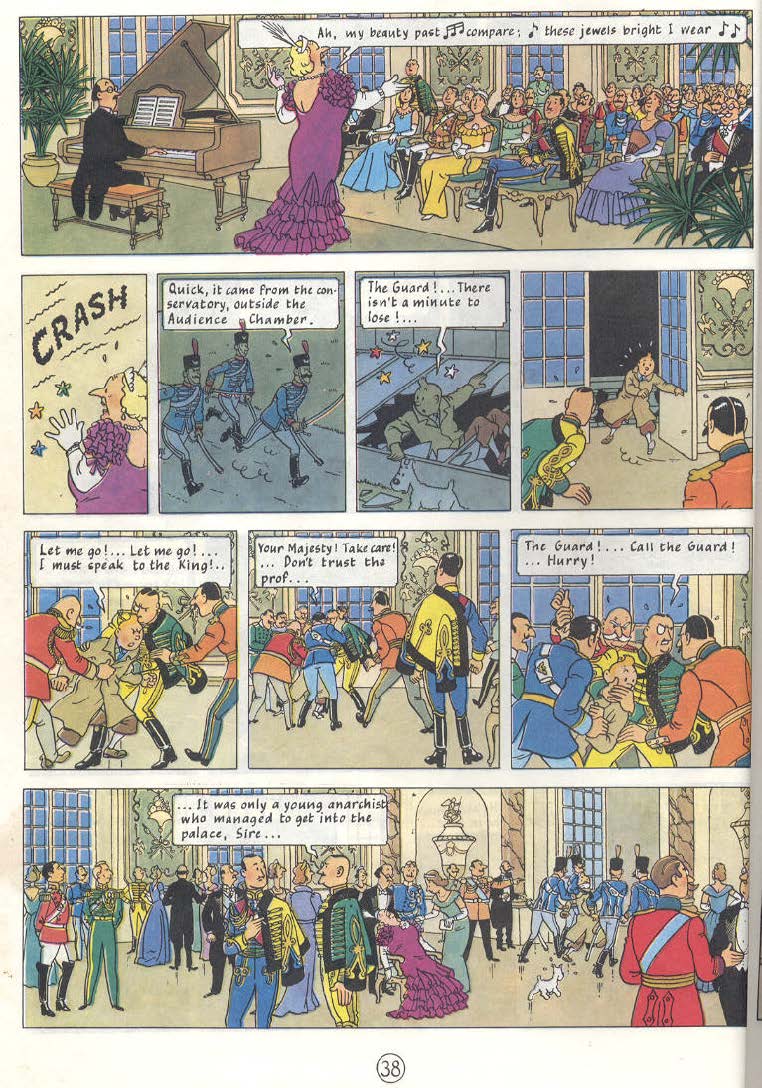 Ah, my beauty past ♫♫ compare; ♪ these jewels bright I wear ♪♪
CRASH
Quick, it came from the con-
servatory, outside the
Audience Chamber.
The Guard!... There
isn't a minute to
lose!...
Let me go!... Let me go!...
I must speak to the King!..
Your Majesty! Take care!
... Don't trust the
prof...
The Guard!... Call the Guard!
... Hurry!
... It was only a young anarchist
who managed to get into the
palace, Sire...
38